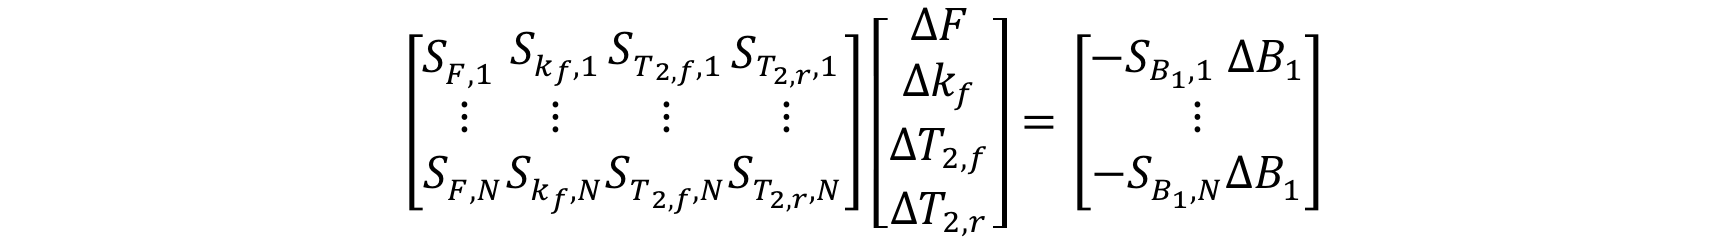 [S_{F,1} S_{k_f,1} S_{T_{2,f},1} S_{T_{2,r},1}] [ΔF] = [−S_{B_1,1} ΔB_1]
⋮ ⋮ ⋮ ⋮ Δk_f ⋮
S_{F,N} S_{k_f,N} S_{T_{2,f},N} S_{T_{2,r},N} ΔT_{2,f} −S_{B_1,N} ΔB_1
ΔT_{2,r}